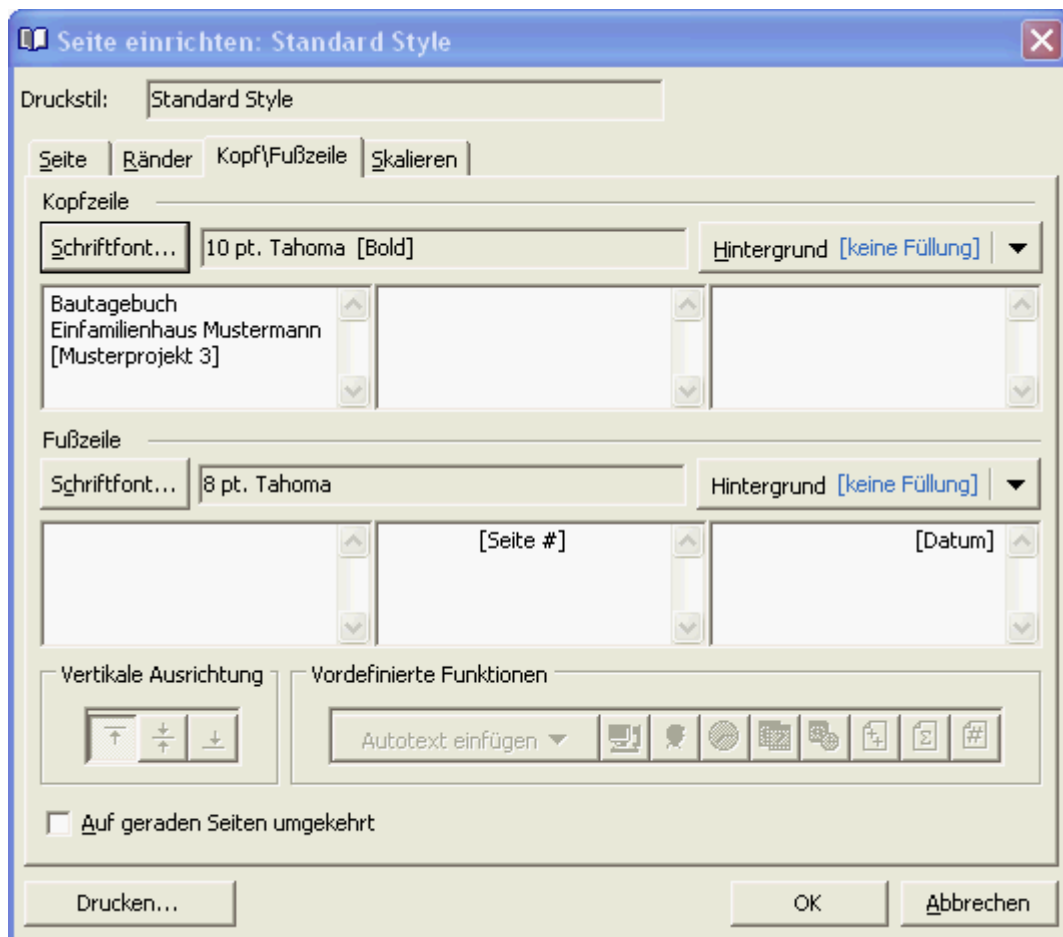 Seite einrichten: Standard Style
Druckstil: Standard Style
Seite Ränder Kopf\Fußzeile Skalieren
Kopfzeile
Schriftfont... 10 pt. Tahoma [Bold] Hintergrund [keine Füllung]
Bautagebuch
Einfamilienhaus Mustermann
[Musterprojekt 3]
Fußzeile
Schriftfont... 8 pt. Tahoma Hintergrund [keine Füllung]
[Seite #] [Datum]
Vertikale Ausrichtung Vordefinierte Funktionen
Autotext einfügen
Auf geraden Seiten umgekehrt
Drucken... OK Abbrechen